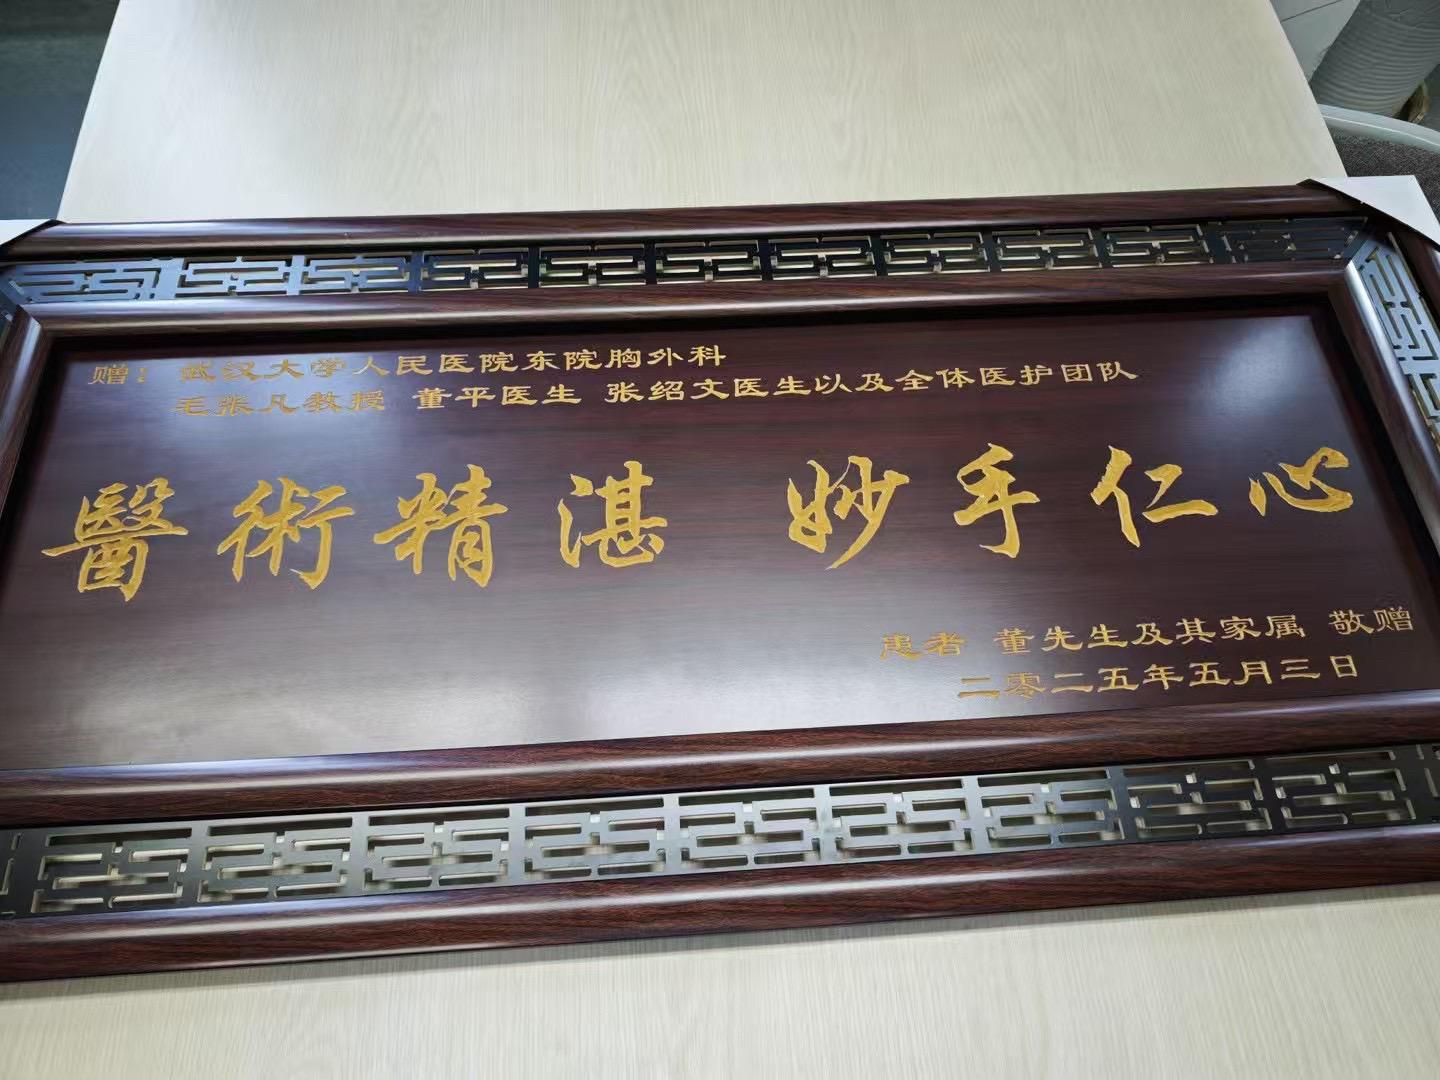 赠：武汉大学人民医院东院胸外科
毛张凡教授 董平医生 张绍文医生以及全体医护团队
醫術精湛 妙手仁心
患者 董先生及其家属 敬赠
二零二五年五月三日